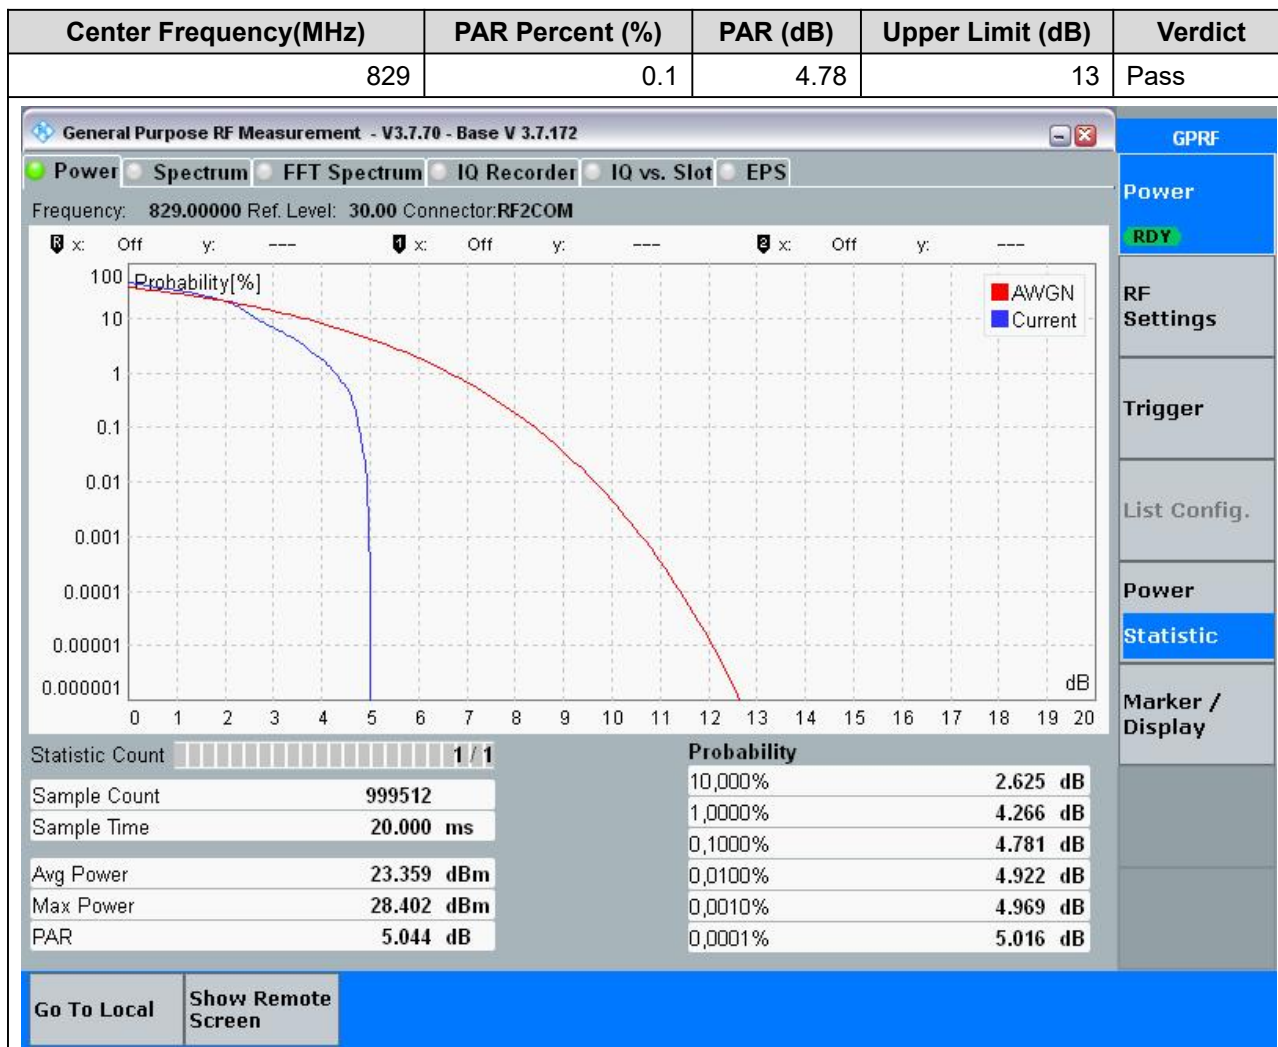 Center Frequency(MHz) PAR Percent (%) PAR (dB) Upper Limit (dB) Verdict
829 0.1 4.78 13 Pass
General Purpose RF Measurement - V3.7.70 - Base V 3.7.172
GPRF
Power Spectrum FFT Spectrum IQ Recorder IQ vs. Slot EPS
Frequency: 829.00000 Ref. Level: 30.00 Connector:RF2COM
R x: Off y: --- 1 x: Off y: --- 2 x: Off y: ---
Probability[%]
AWGN
Current
100
10
1
0.1
0.01
0.001
0.0001
0.00001
0.000001
dB
0 1 2 3 4 5 6 7 8 9 10 11 12 13 14 15 16 17 18 19 20
Statistic Count 1 / 1
Sample Count 999512
Sample Time 20.000 ms
Avg Power 23.359 dBm
Max Power 28.402 dBm
PAR 5.044 dB
Probability
10,000% 2.625 dB
1,0000% 4.266 dB
0,1000% 4.781 dB
0,0100% 4.922 dB
0,0010% 4.969 dB
0,0001% 5.016 dB
Power
RDY
RF
Settings
Trigger
List Config.
Power
Statistic
Marker /
Display
Go To Local
Show Remote
Screen